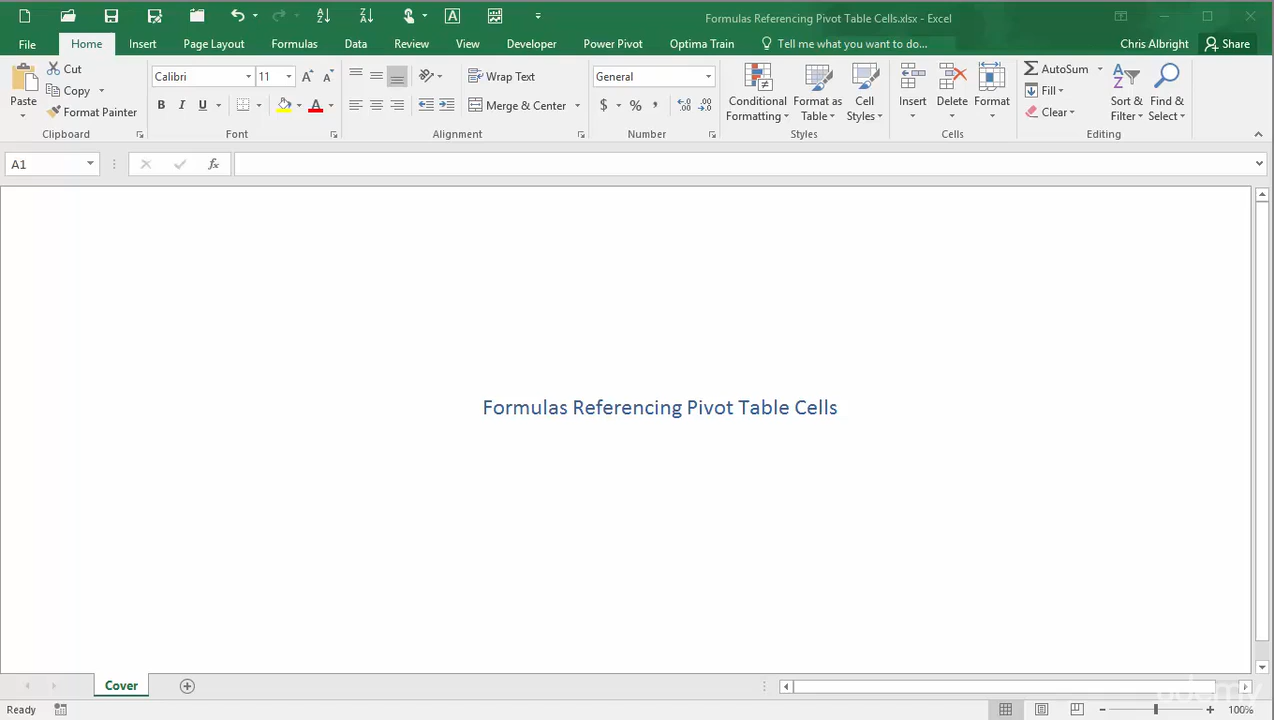 Formulas Referencing Pivot Table Cells.xlsx - Excel
File Home Insert Page Layout Formulas Data Review View Developer Power Pivot Optima Train Tell me what you want to do... Chris Albright Share
Paste
Cut
Copy
Format Painter
Clipboard
Calibri 11
B I U A
Font
Wrap Text
Merge & Center
Alignment
General
$ % ,
Number
Conditional Formatting
Format as Table
Cell Styles
Styles
Insert
Delete
Format
Cells
AutoSum
Fill
Clear
Sort & Filter
Find & Select
Editing
A1 fx
Formulas Referencing Pivot Table Cells
Cover
Ready 100%
udemy